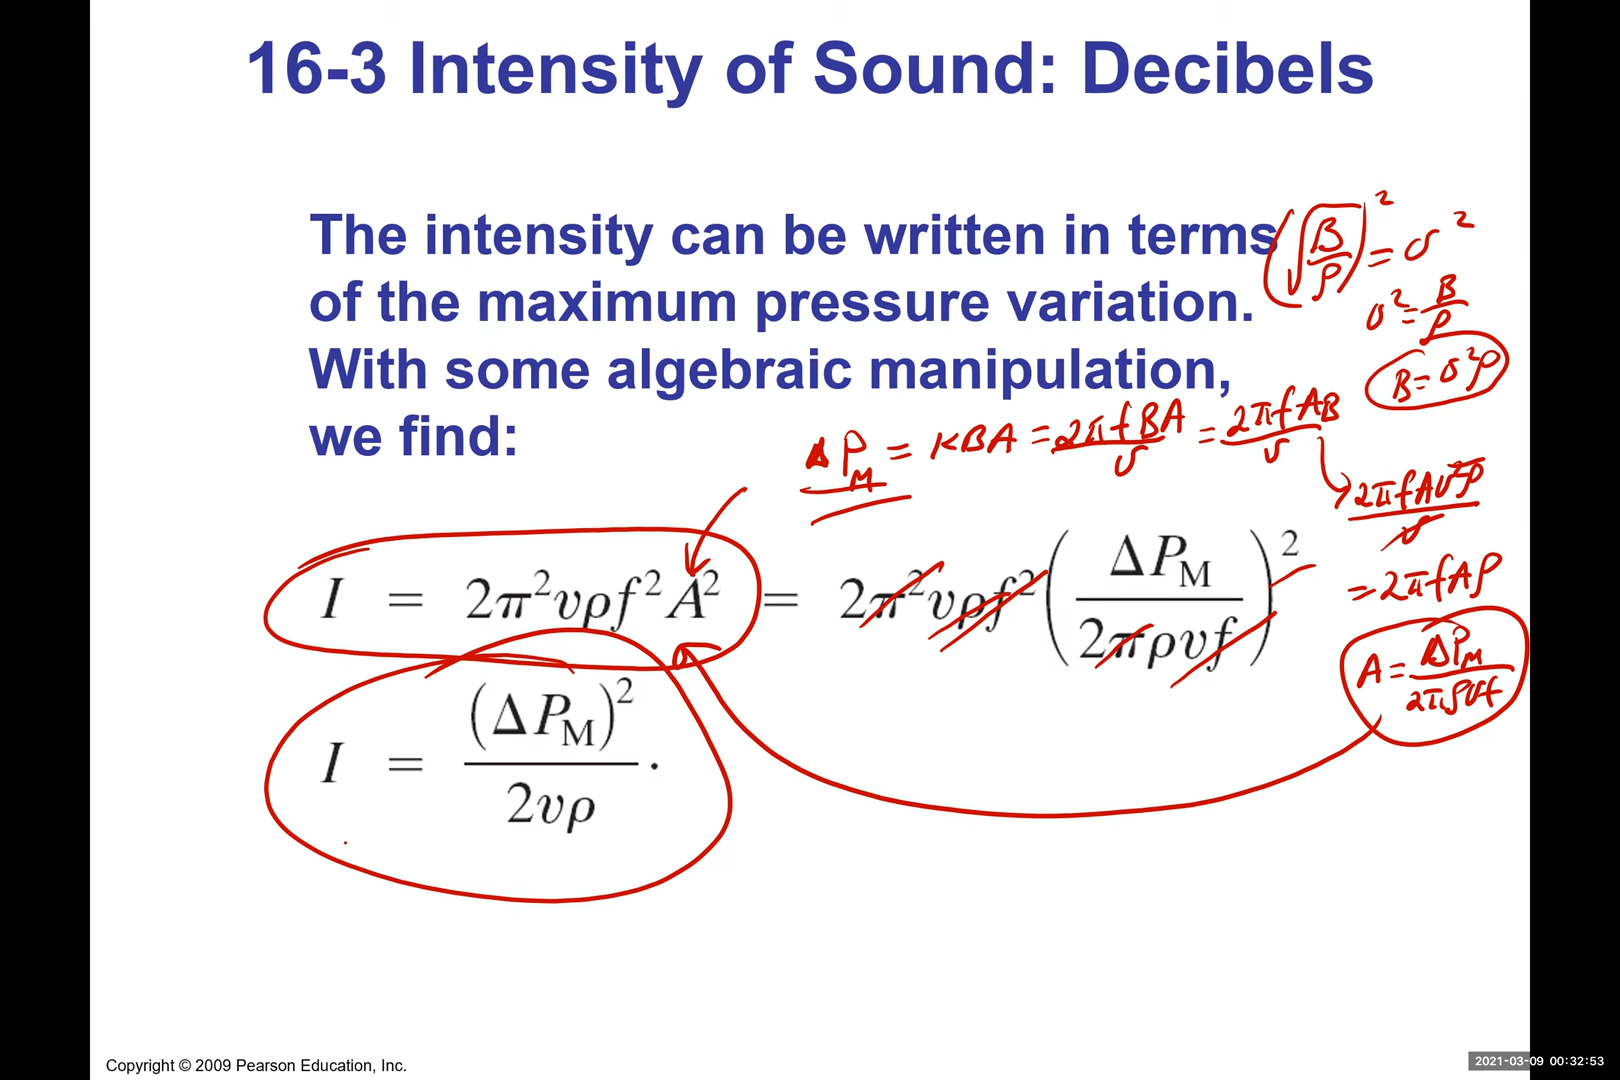 16-3 Intensity of Sound: Decibels
The intensity can be written in terms
of the maximum pressure variation.
With some algebraic manipulation,
we find:
(√(B/ρ))² = v²
v² = B/ρ
B = v²ρ
ΔP_M = KBA = 2πfBA/v = 2πfAB/v
2πfAv²ρ/v
= 2πfAρ
A = ΔP_M/2πρvf
I = 2π²vρf²A² = 2π²vρf²(ΔP_M/2πρvf)²
I = (ΔP_M)²/2vρ.
Copyright © 2009 Pearson Education, Inc.
2021-03-09 00:32:53